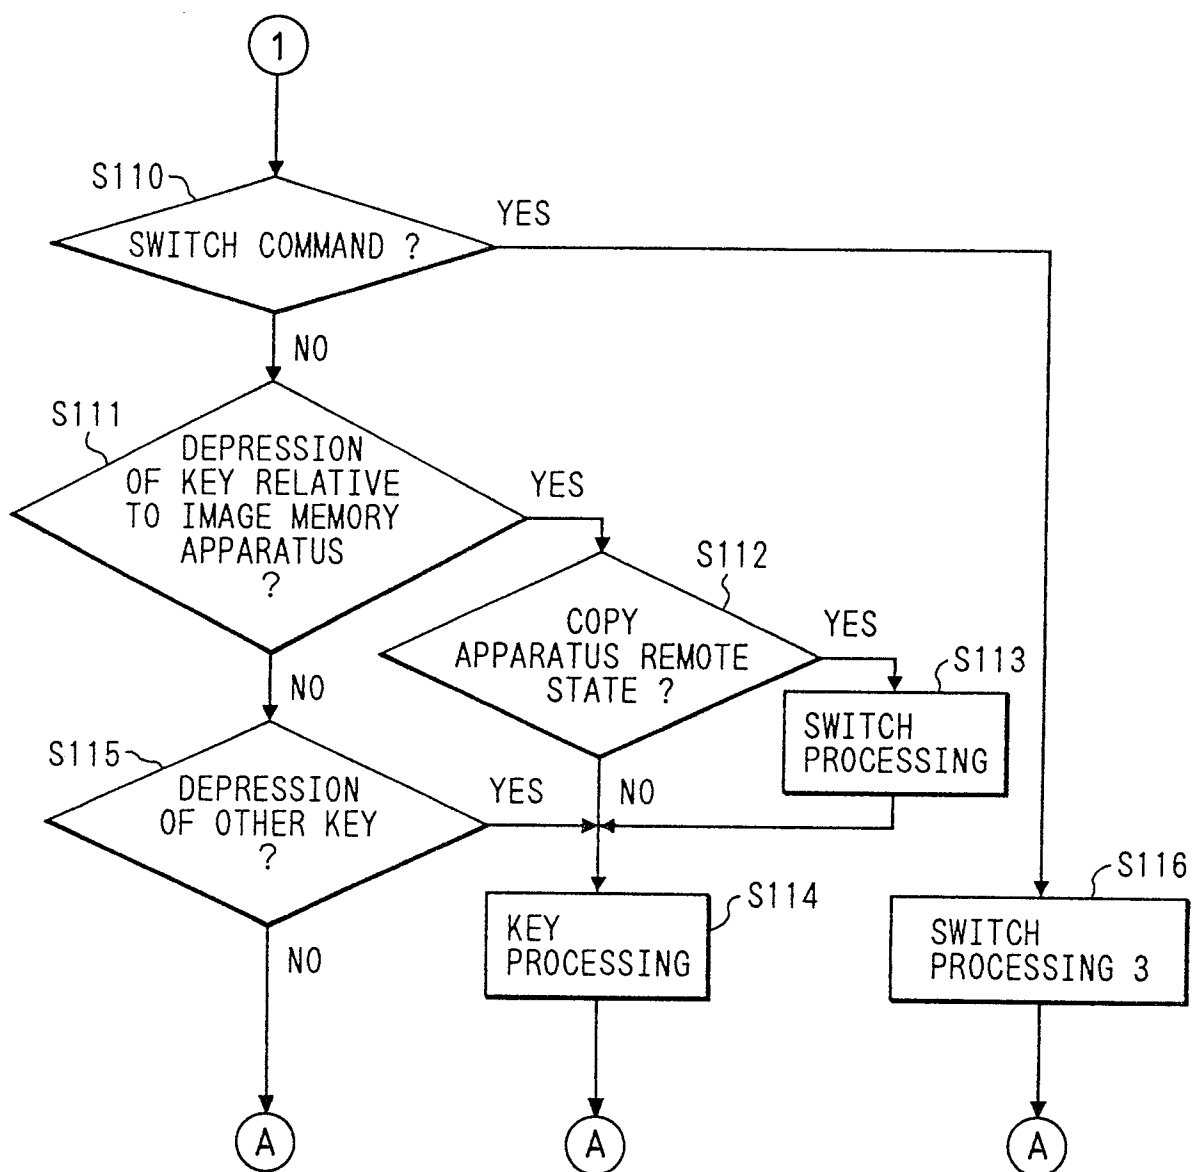 1
S110
YES
SWITCH COMMAND ?
NO
S111
DEPRESSION
OF KEY RELATIVE
TO IMAGE MEMORY
APPARATUS
?
YES
S112
COPY
APPARATUS REMOTE
STATE ?
YES
S113
SWITCH
PROCESSING
NO
NO
S115
DEPRESSION
OF OTHER KEY
?
YES
S114
KEY
PROCESSING
S116
SWITCH
PROCESSING 3
NO
A
A
A